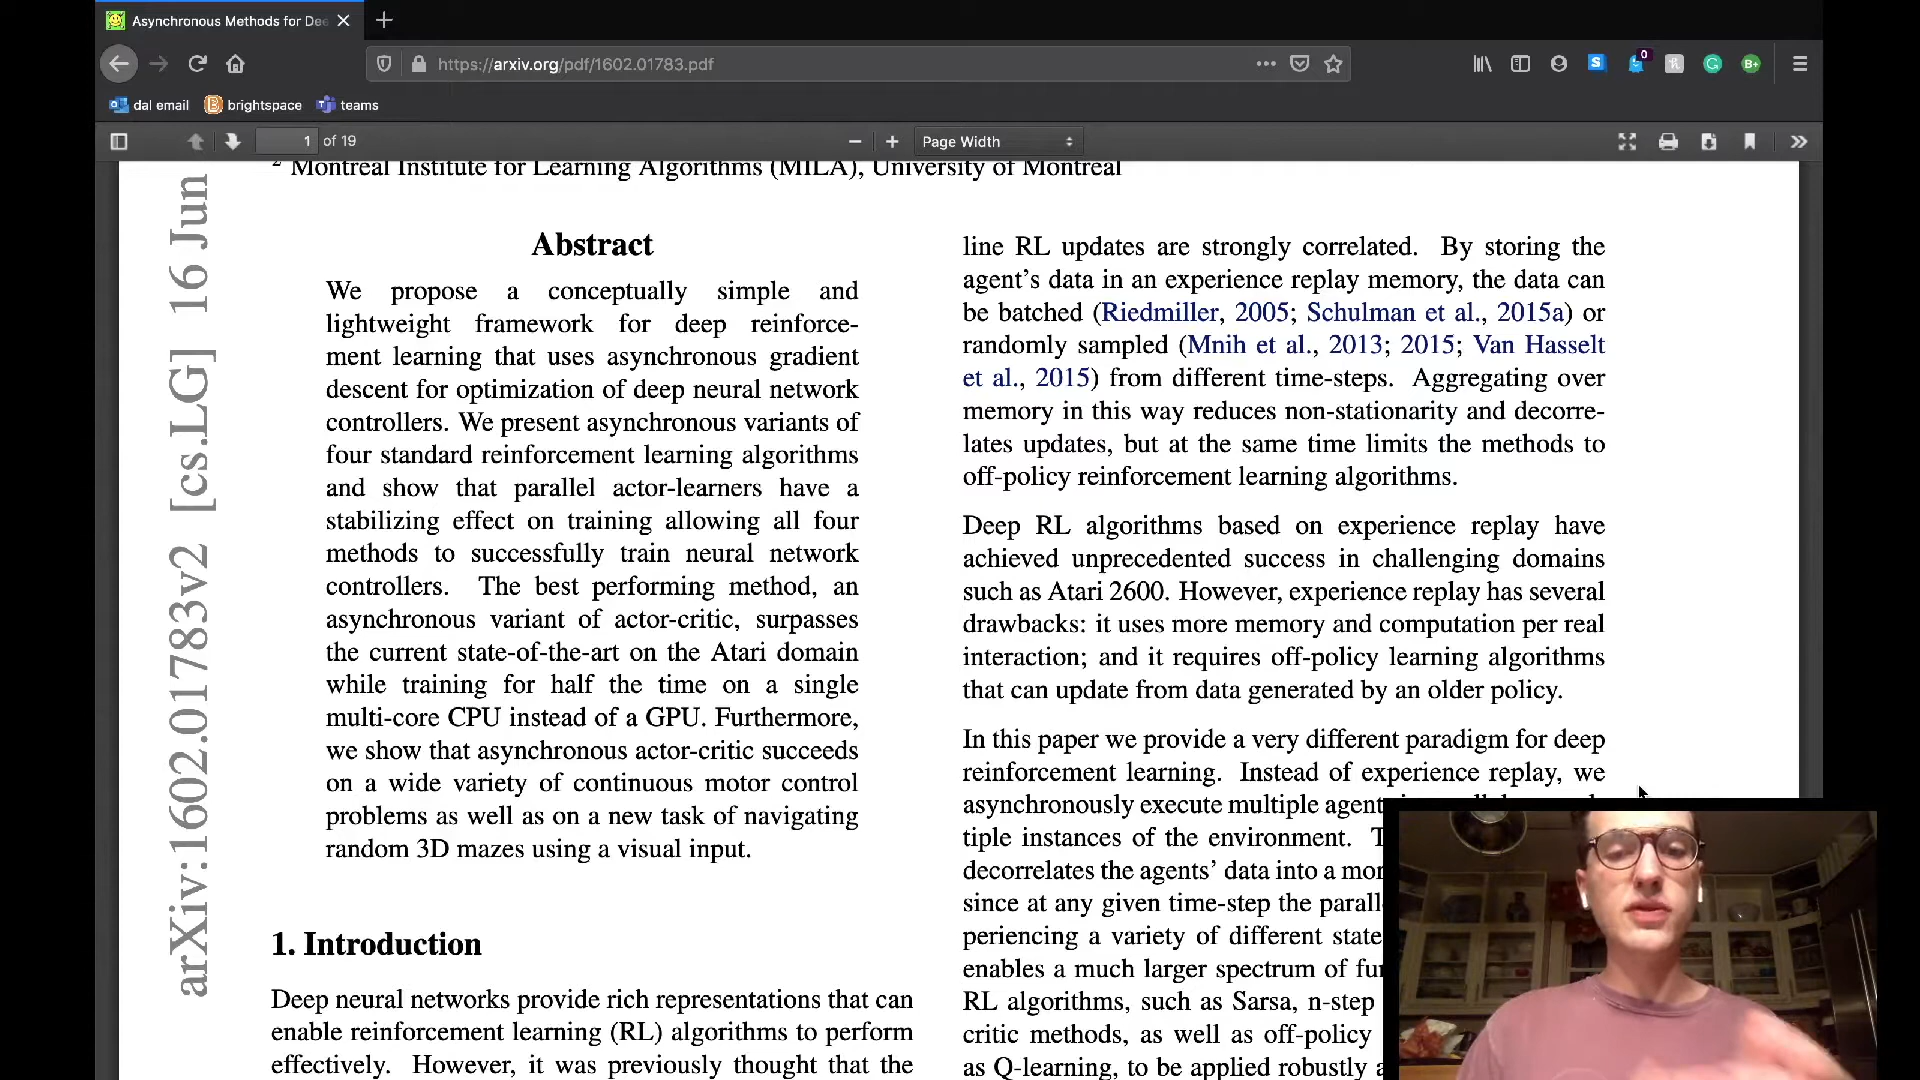 Asynchronous Methods for Dee
https://arxiv.org/pdf/1602.01783.pdf
0
S
B+
dal email
brightspace
teams
1 of 19
Page Width
2 Montreal Institute for Learning Algorithms (MILA), University of Montreal
arXiv:1602.01783v2 [cs.LG] 16 Jun
Abstract
We propose a conceptually simple and
lightweight framework for deep reinforce-
ment learning that uses asynchronous gradient
descent for optimization of deep neural network
controllers. We present asynchronous variants of
four standard reinforcement learning algorithms
and show that parallel actor-learners have a
stabilizing effect on training allowing all four
methods to successfully train neural network
controllers. The best performing method, an
asynchronous variant of actor-critic, surpasses
the current state-of-the-art on the Atari domain
while training for half the time on a single
multi-core CPU instead of a GPU. Furthermore,
we show that asynchronous actor-critic succeeds
on a wide variety of continuous motor control
problems as well as on a new task of navigating
random 3D mazes using a visual input.
1. Introduction
Deep neural networks provide rich representations that can
enable reinforcement learning (RL) algorithms to perform
effectively. However, it was previously thought that the
line RL updates are strongly correlated. By storing the
agent's data in an experience replay memory, the data can
be batched (Riedmiller, 2005; Schulman et al., 2015a) or
randomly sampled (Mnih et al., 2013; 2015; Van Hasselt
et al., 2015) from different time-steps. Aggregating over
memory in this way reduces non-stationarity and decorre-
lates updates, but at the same time limits the methods to
off-policy reinforcement learning algorithms.
Deep RL algorithms based on experience replay have
achieved unprecedented success in challenging domains
such as Atari 2600. However, experience replay has several
drawbacks: it uses more memory and computation per real
interaction; and it requires off-policy learning algorithms
that can update from data generated by an older policy.
In this paper we provide a very different paradigm for deep
reinforcement learning. Instead of experience replay, we
asynchronously execute multiple agent
tiple instances of the environment. T
decorrelates the agents' data into a mor
since at any given time-step the parall
periencing a variety of different state
enables a much larger spectrum of fu
RL algorithms, such as Sarsa, n-step
critic methods, as well as off-policy
as Q-learning, to be applied robustly a